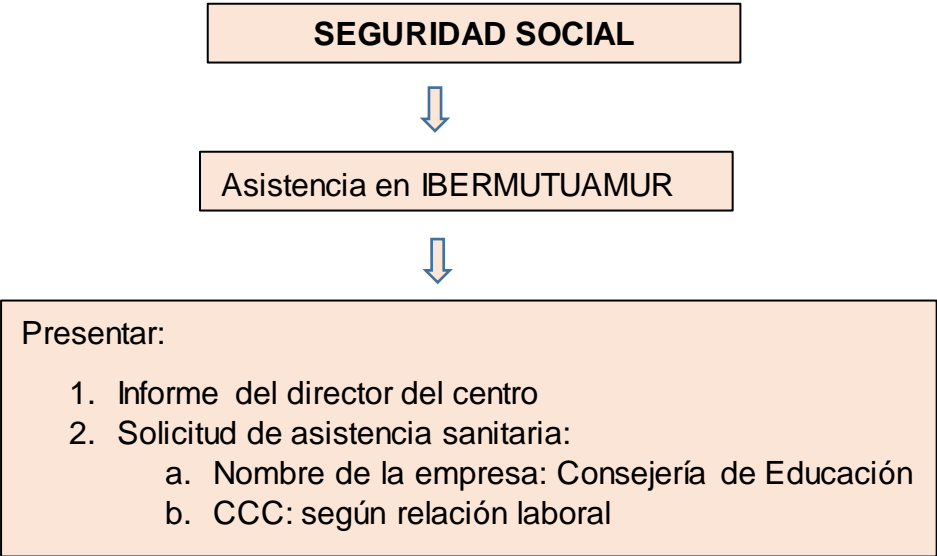 SEGURIDAD SOCIAL
Asistencia en IBERMUTUAMUR
Presentar:
1. Informe del director del centro
2. Solicitud de asistencia sanitaria:
a. Nombre de la empresa: Consejería de Educación
b. CCC: según relación laboral